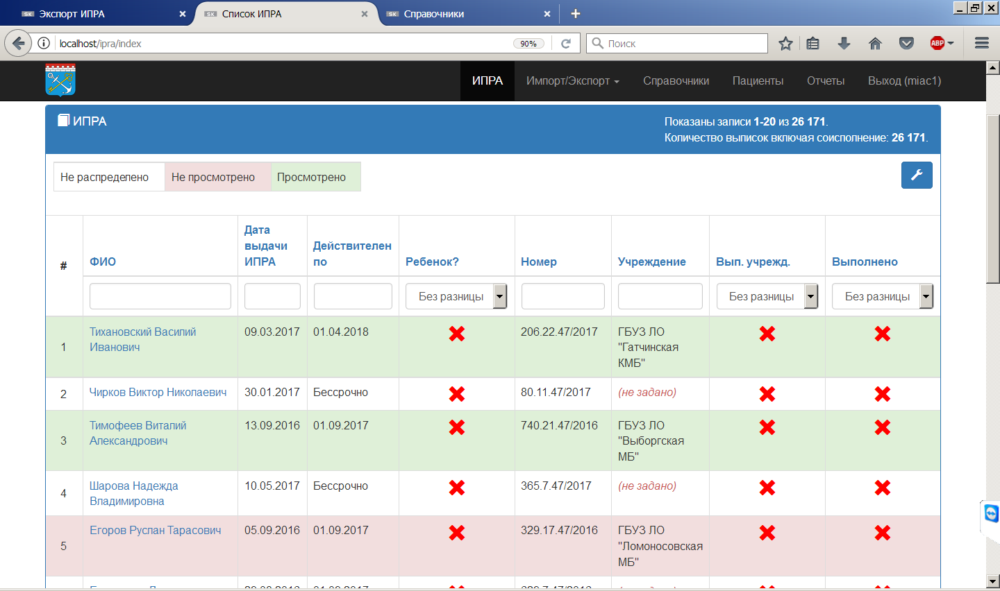 Экспорт ИПРА
Список ИПРА
Справочники
localhost/ipra/index
90%
Поиск
ABP
ИПРА
Импорт/Экспорт
Справочники
Пациенты
Отчеты
Выход (miac1)
ИПРА
Показаны записи 1-20 из 26 171.
Количество выписок включая соисполнение: 26 171.
Не распределено
Не просмотрено
Просмотрено
#
ФИО
Дата
выдачи
ИПРА
Действителен
по
Ребенок?
Номер
Учреждение
Вып. учрежд.
Выполнено
Без разницы
Без разницы
Без разницы
1
Тихановский Василий
Иванович
09.03.2017
01.04.2018
206.22.47/2017
ГБУЗ ЛО
"Гатчинская
КМБ"
2
Чирков Виктор Николаевич
30.01.2017
Бессрочно
80.11.47/2017
(не задано)
3
Тимофеев Виталий
Александрович
13.09.2016
01.09.2017
740.21.47/2016
ГБУЗ ЛО
"Выборгская
МБ"
4
Шарова Надежда
Владимировна
10.05.2017
Бессрочно
365.7.47/2017
(не задано)
5
Егоров Руслан Тарасович
05.09.2016
01.09.2017
329.17.47/2016
ГБУЗ ЛО
"Ломоносовская
МБ"